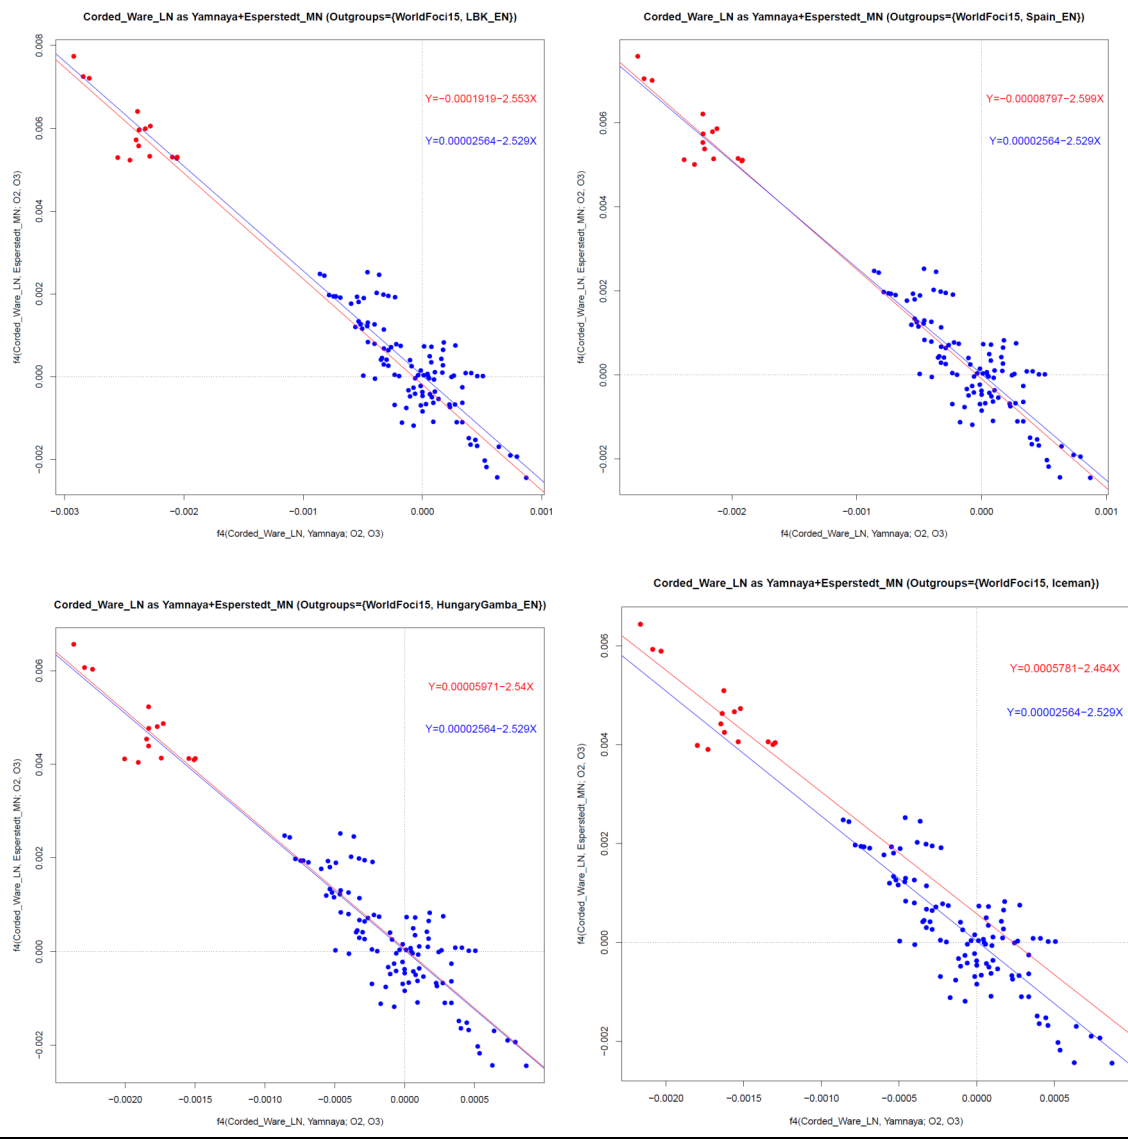 Corded_Ware_LN as Yamnaya+Esperstedt_MN (Outgroups={WorldFoci15, LBK_EN})
f4(Corded_Ware_LN, Esperstedt_MN; O2, O3)
0.008
0.006
0.004
0.002
0.000
−0.002
Y=−0.0001919−2.553X
Y=0.00002564−2.529X
−0.003
−0.002
−0.001
0.000
0.001
f4(Corded_Ware_LN, Yamnaya; O2, O3)
Corded_Ware_LN as Yamnaya+Esperstedt_MN (Outgroups={WorldFoci15, Spain_EN})
f4(Corded_Ware_LN, Esperstedt_MN; O2, O3)
0.006
0.004
0.002
0.000
−0.002
Y=−0.00008797−2.599X
Y=0.00002564−2.529X
−0.002
−0.001
0.000
0.001
f4(Corded_Ware_LN, Yamnaya; O2, O3)
Corded_Ware_LN as Yamnaya+Esperstedt_MN (Outgroups={WorldFoci15, HungaryGamba_EN})
f4(Corded_Ware_LN, Esperstedt_MN; O2, O3)
0.006
0.004
0.002
0.000
−0.002
Y=0.00005971−2.54X
Y=0.00002564−2.529X
−0.0020
−0.0015
−0.0010
−0.0005
0.0000
0.0005
f4(Corded_Ware_LN, Yamnaya; O2, O3)
Corded_Ware_LN as Yamnaya+Esperstedt_MN (Outgroups={WorldFoci15, Iceman})
f4(Corded_Ware_LN, Esperstedt_MN; O2, O3)
0.006
0.004
0.002
0.000
−0.002
Y=0.0005781−2.464X
Y=0.00002564−2.529X
−0.0020
−0.0015
−0.0010
−0.0005
0.0000
0.0005
f4(Corded_Ware_LN, Yamnaya; O2, O3)